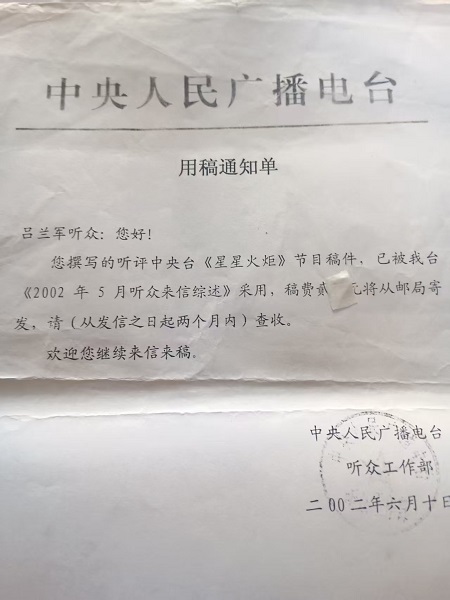 中央人民广播电台
用稿通知单
吕兰军听众：您好！
您撰写的听评中央台《星星火炬》节目稿件，已被我台
《2002 年 5 月听众来信综述》采用，稿费贰 元将从邮局寄
发，请（从发信之日起两个月内）查收。
欢迎您继续来信来稿。
中央人民广播电台
听众工作部
二00二年六月十日